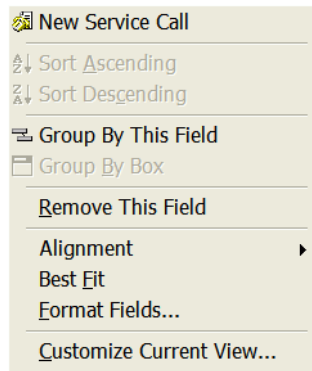 New Service Call
Sort Ascending
Sort Descending
Group By This Field
Group By Box
Remove This Field
Alignment
Best Fit
Format Fields...
Customize Current View...